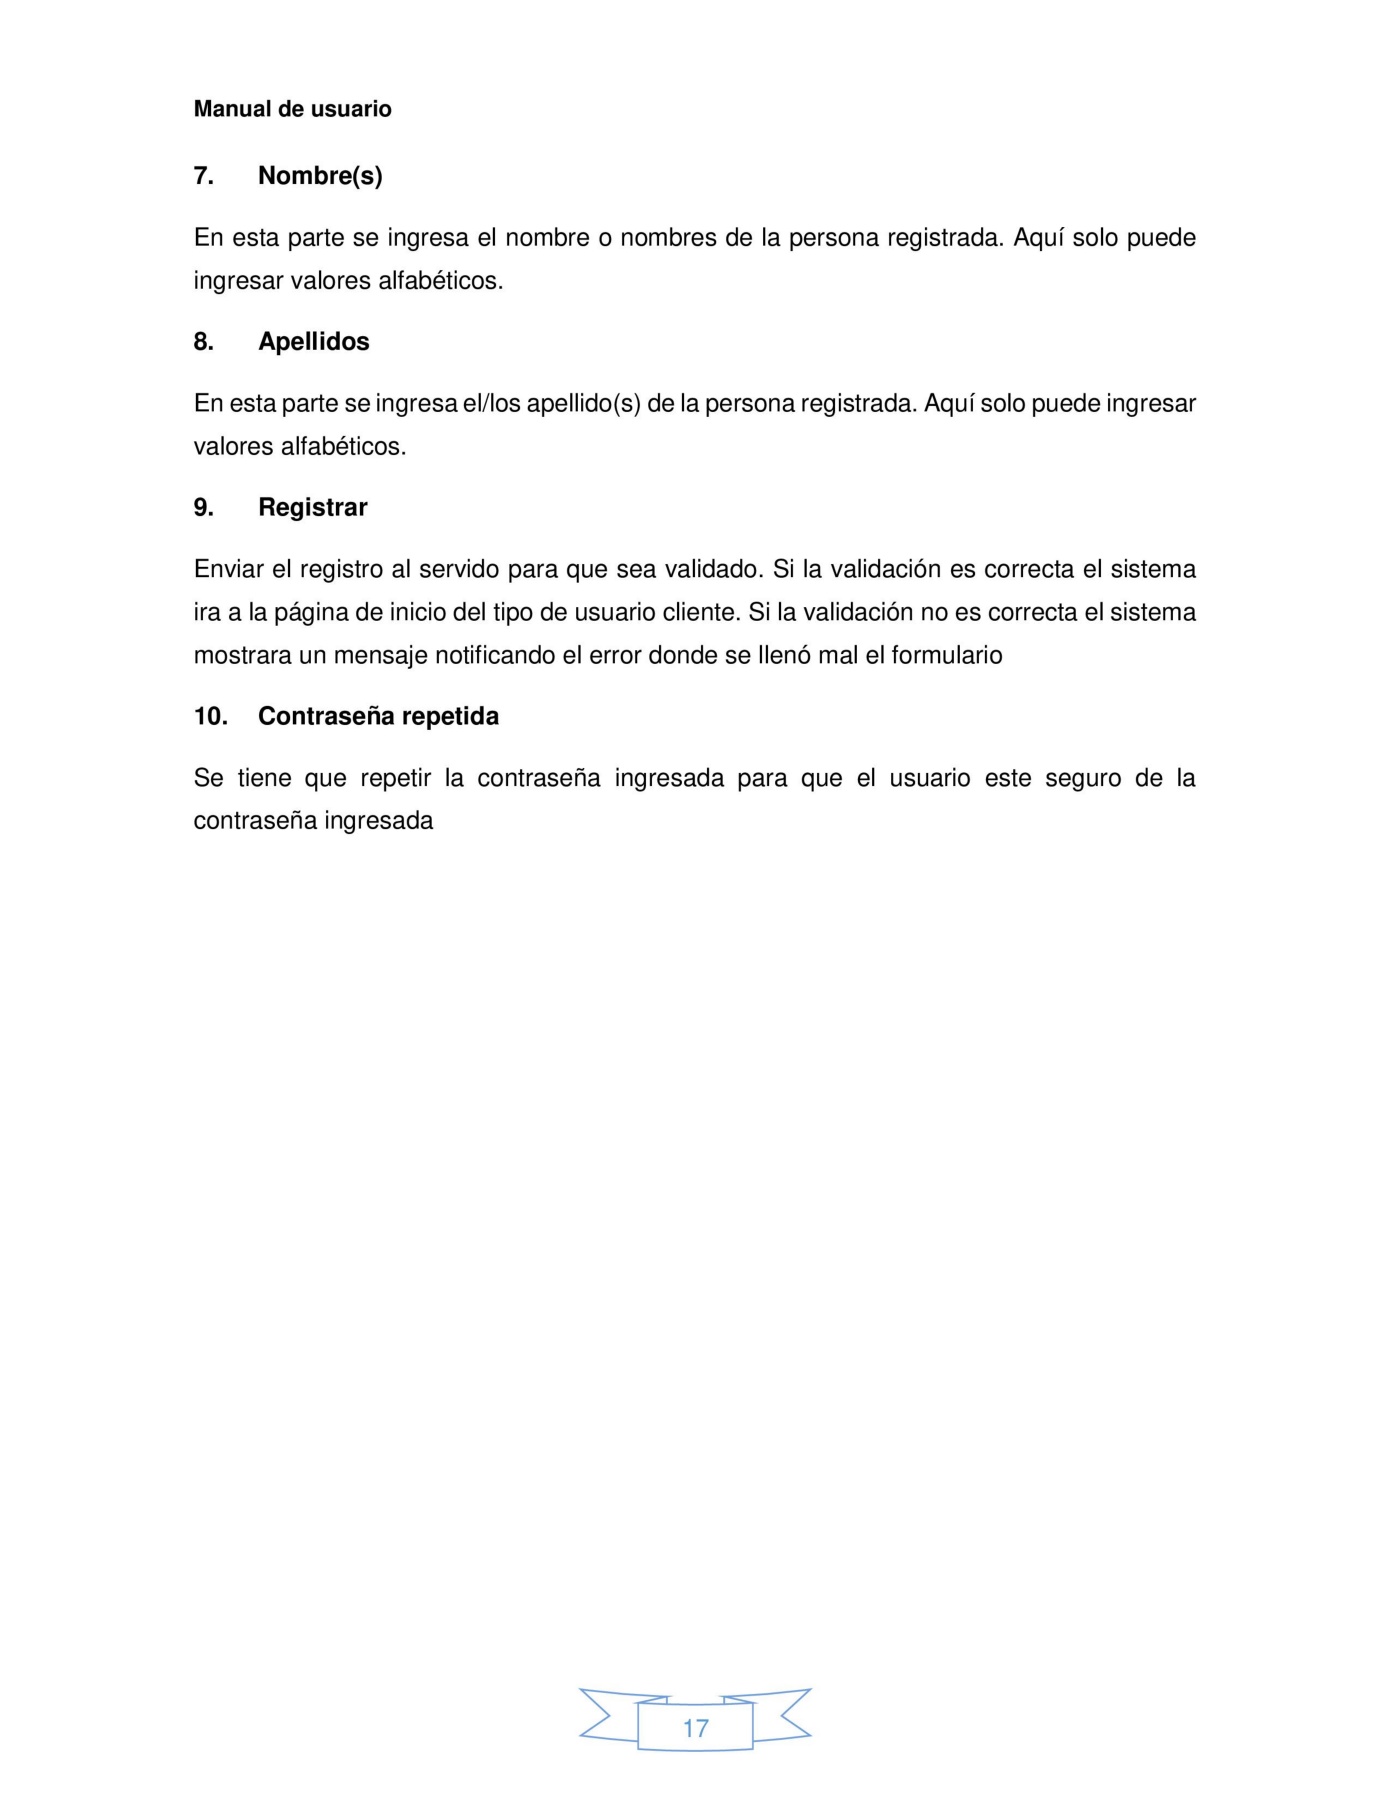 Manual de usuario
7. Nombre(s)
En esta parte se ingresa el nombre o nombres de la persona registrada. Aquí solo puede
ingresar valores alfabéticos.
8. Apellidos
En esta parte se ingresa el/los apellido(s) de la persona registrada. Aquí solo puede ingresar
valores alfabéticos.
9. Registrar
Enviar el registro al servido para que sea validado. Si la validación es correcta el sistema
ira a la página de inicio del tipo de usuario cliente. Si la validación no es correcta el sistema
mostrara un mensaje notificando el error donde se llenó mal el formulario
10. Contraseña repetida
Se tiene que repetir la contraseña ingresada para que el usuario este seguro de la
contraseña ingresada
17